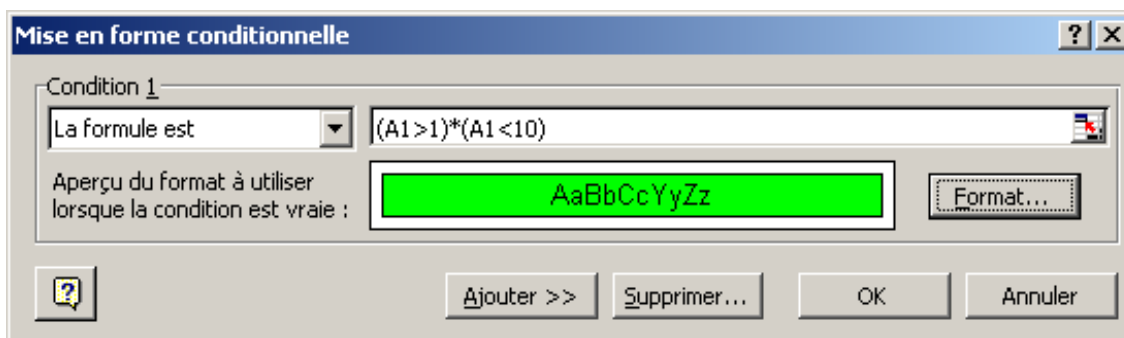 Mise en forme conditionnelle
Condition 1
La formule est
(A1>1)*(A1<10)
Aperçu du format à utiliser
lorsque la condition est vraie :
AaBbCcYyZz
Format...
Ajouter >>
Supprimer...
OK
Annuler